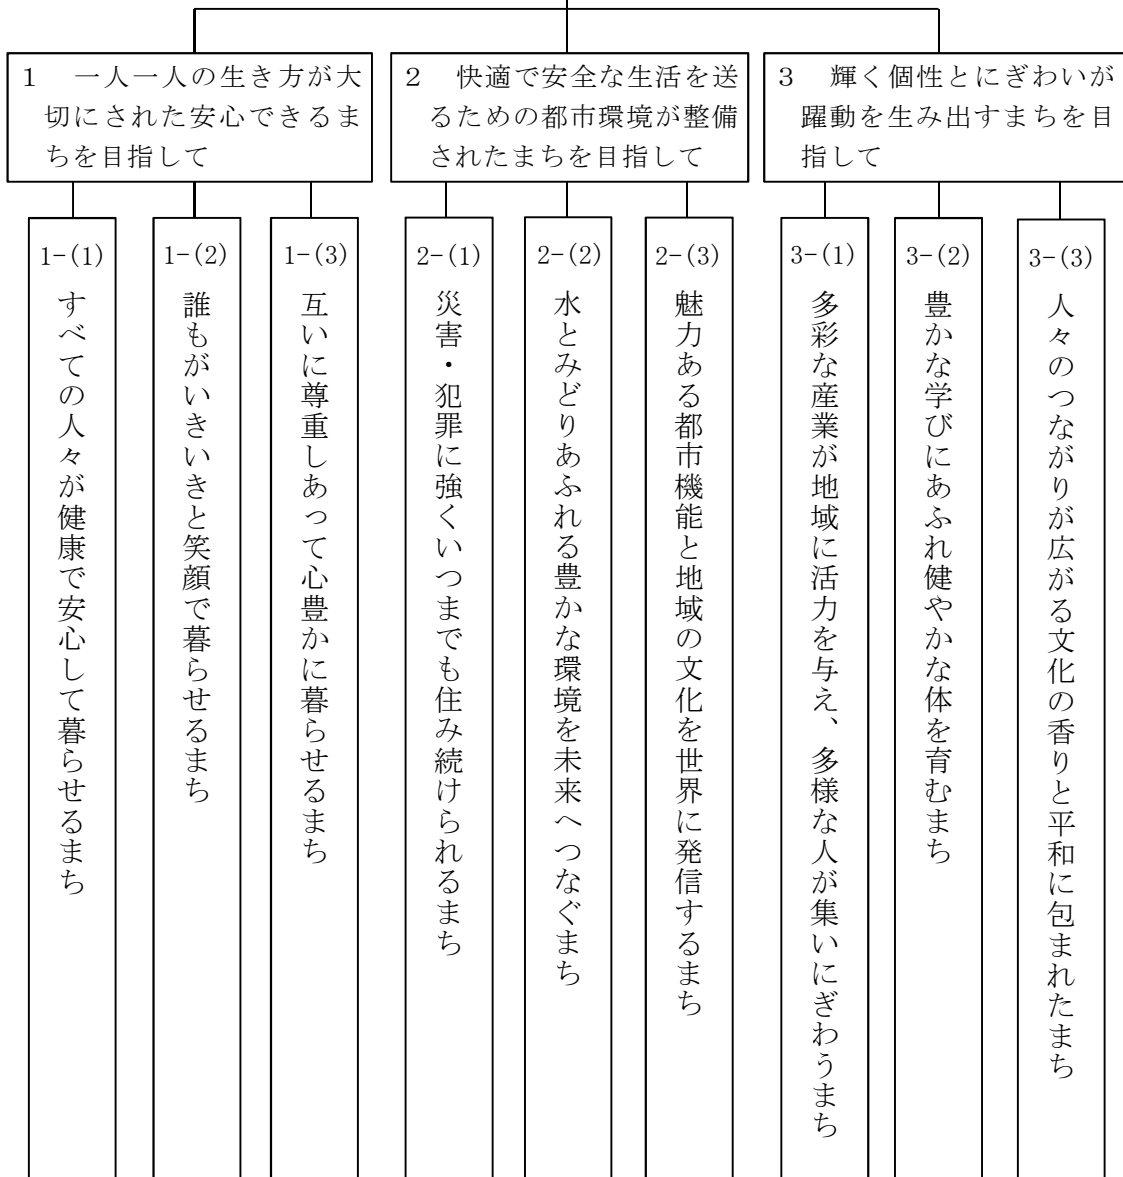 1 一人一人の生き方が大
切にされた安心できるま
ちを目指して
2 快適で安全な生活を送
るための都市環境が整備
されたまちを目指して
3 輝く個性とにぎわいが
躍動を生み出すまちを目
指して
1-(1)
すべての人々が健康で安心して暮らせるまち
1-(2)
誰もがいきいきと笑顔で暮らせるまち
1-(3)
互いに尊重しあって心豊かに暮らせるまち
2-(1)
災害・犯罪に強くいつまでも住み続けられるまち
2-(2)
水とみどりあふれる豊かな環境を未来へつなぐまち
2-(3)
魅力ある都市機能と地域の文化を世界に発信するまち
3-(1)
多彩な産業が地域に活力を与え、多様な人が集いにぎわうまち
3-(2)
豊かな学びにあふれ健やかな体を育むまち
3-(3)
人々のつながりが広がる文化の香りと平和に包まれたまち